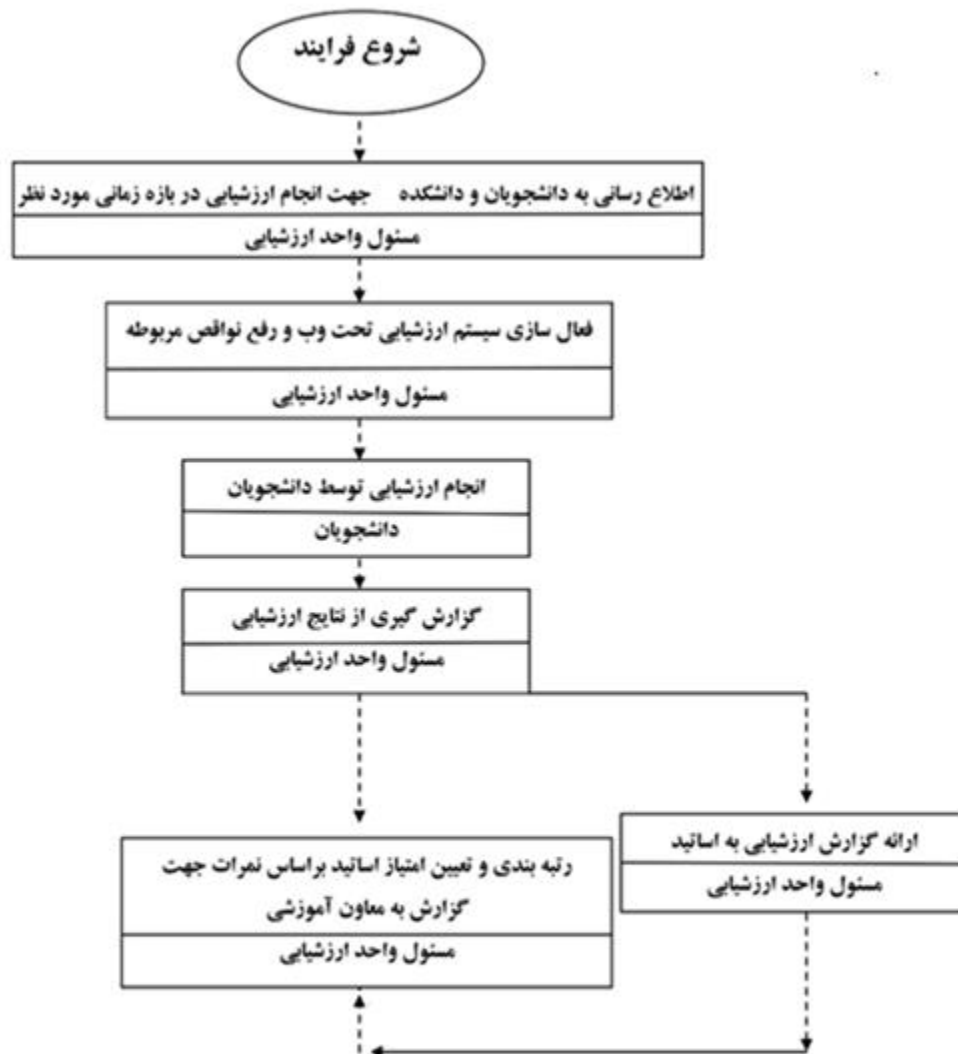 شروع فرایند
اطلاع رسانی به دانشجویان و دانشکده جهت انجام ارزشیابی در بازه زمانی مورد نظر
مسئول واحد ارزشیابی
فعال سازی سیستم ارزشیابی تحت وب و رفع نواقص مربوطه
مسئول واحد ارزشیابی
انجام ارزشیابی توسط دانشجویان
دانشجویان
گزارش گیری از نتایج ارزشیابی
مسئول واحد ارزشیابی
ارائه گزارش ارزشیابی به اساتید
مسئول واحد ارزشیابی
رتبه بندی و تعیین امتیاز اساتید براساس نمرات جهت
گزارش به معاون آموزشی
مسئول واحد ارزشیابی